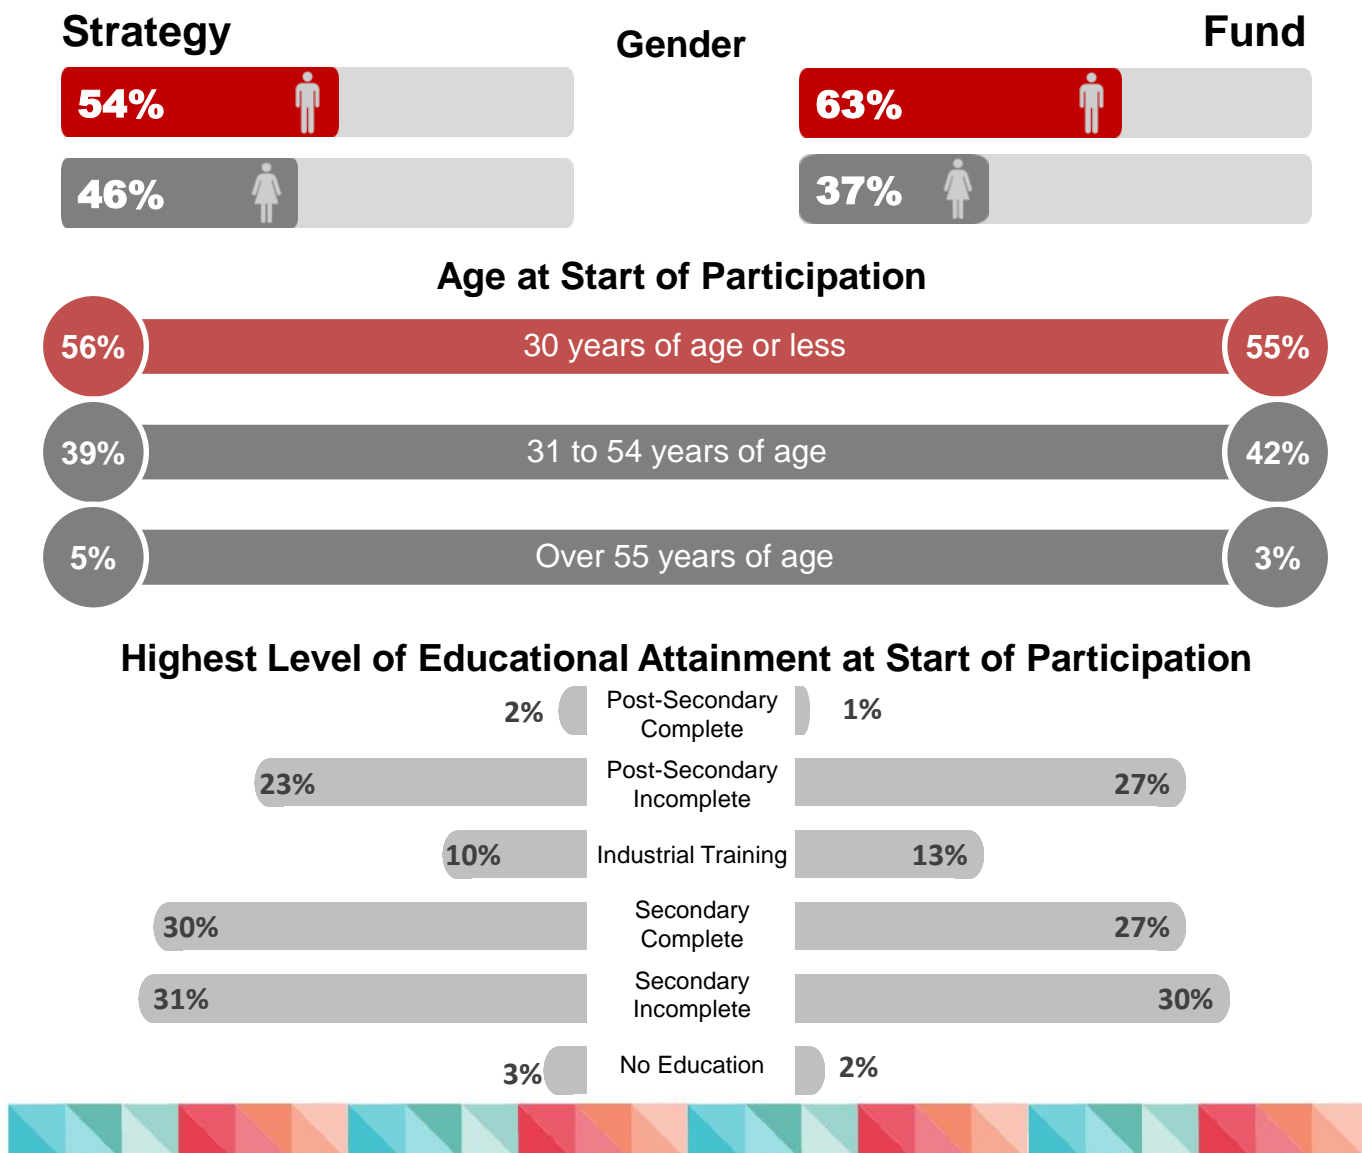 Strategy
Gender
Fund
54%
63%
46%
37%
Age at Start of Participation
56%
30 years of age or less
55%
39%
31 to 54 years of age
42%
5%
Over 55 years of age
3%
Highest Level of Educational Attainment at Start of Participation
2%
Post-Secondary
Complete
1%
23%
Post-Secondary
Incomplete
27%
10%
Industrial Training
13%
30%
Secondary
Complete
27%
31%
Secondary
Incomplete
30%
3%
No Education
2%